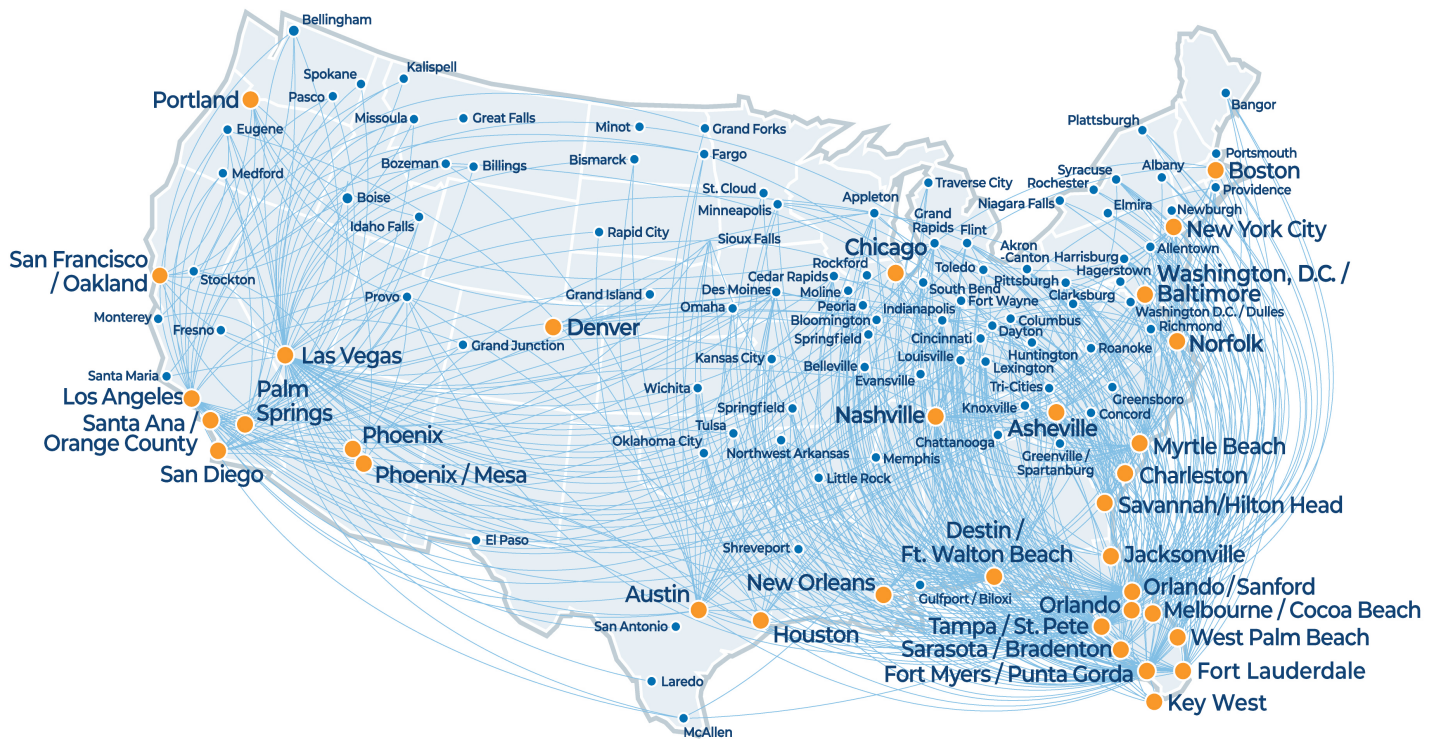 Bellingham
Spokane
Kalispell
Pasco
Portland
Missoula
Great Falls
Eugene
Minot
Grand Forks
Bozeman
Billings
Bismarck
Fargo
Medford
Boise
Idaho Falls
St. Cloud
Minneapolis
Appleton
Traverse City
Rapid City
Sioux Falls
Grand
Rapids
Flint
Chicago
Plattsburgh
Bangor
Portsmouth
Boston
Providence
Syracuse
Albany
Rochester
Niagara Falls
Elmira
Newburgh
New York City
Allentown
San Francisco
/ Oakland
Stockton
Provo
Grand Island
Omaha
Des Moines
Cedar Rapids
Rockford
Moline
Peoria
Bloomington
Springfield
Toledo
South Bend
Fort Wayne
Indianapolis
Akron
-Canton
Pittsburgh
Harrisburg
Hagerstown
Clarksburg
Washington, D.C. /
Baltimore
Washington D.C. / Dulles
Richmond
Norfolk
Monterey
Fresno
Las Vegas
Denver
Grand Junction
Kansas City
Belleville
Evansville
Cincinnati
Louisville
Columbus
Dayton
Huntington
Lexington
Roanoke
Santa Maria
Los Angeles
Palm
Springs
Santa Ana /
Orange County
San Diego
Phoenix
Phoenix / Mesa
Wichita
Springfield
Tulsa
Oklahoma City
Northwest Arkansas
Nashville
Tri-Cities
Knoxville
Asheville
Chattanooga
Greensboro
Concord
Greenville /
Spartanburg
Memphis
Little Rock
Myrtle Beach
Charleston
Savannah/Hilton Head
El Paso
Shreveport
Destin /
Ft. Walton Beach
Jacksonville
Austin
New Orleans
Gulfport / Biloxi
Houston
San Antonio
Orlando / Sanford
Orlando
Melbourne / Cocoa Beach
Tampa / St. Pete
West Palm Beach
Sarasota / Bradenton
Fort Myers / Punta Gorda
Fort Lauderdale
Key West
Laredo
McAllen